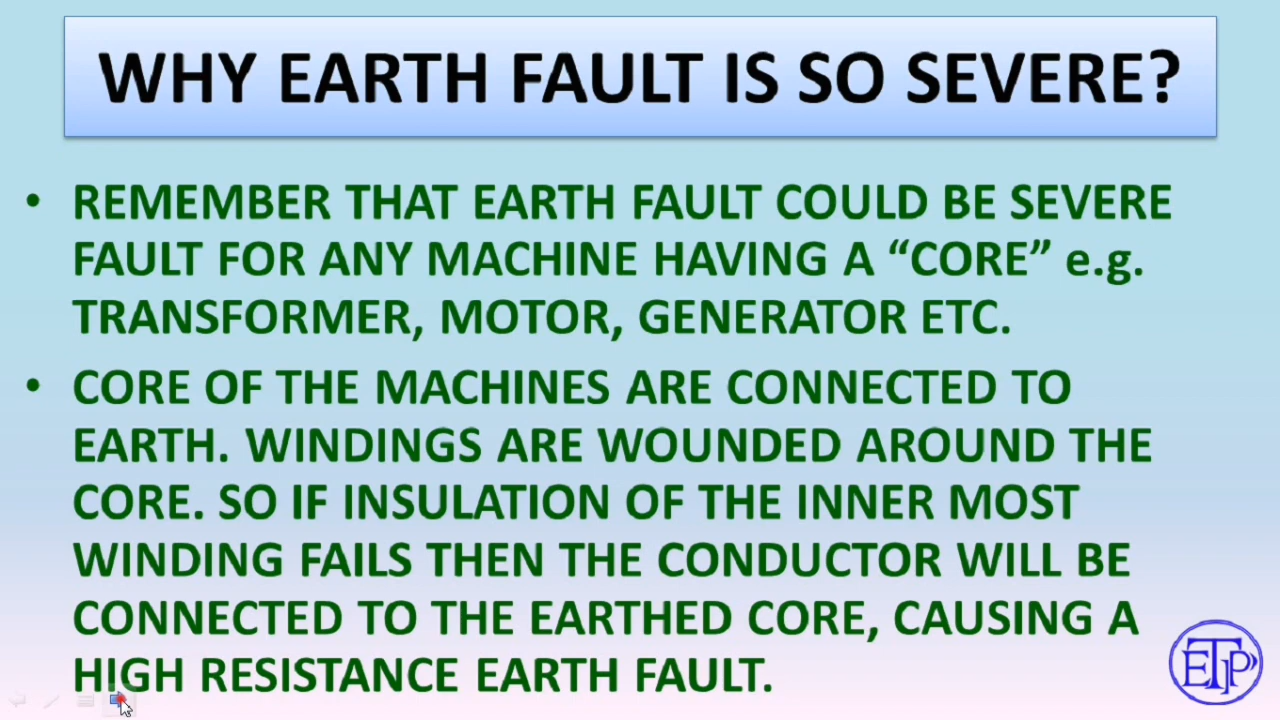 WHY EARTH FAULT IS SO SEVERE?
• REMEMBER THAT EARTH FAULT COULD BE SEVERE
FAULT FOR ANY MACHINE HAVING A “CORE” e.g.
TRANSFORMER, MOTOR, GENERATOR ETC.
• CORE OF THE MACHINES ARE CONNECTED TO
EARTH. WINDINGS ARE WOUNDED AROUND THE
CORE. SO IF INSULATION OF THE INNER MOST
WINDING FAILS THEN THE CONDUCTOR WILL BE
CONNECTED TO THE EARTHED CORE, CAUSING A
HIGH RESISTANCE EARTH FAULT.